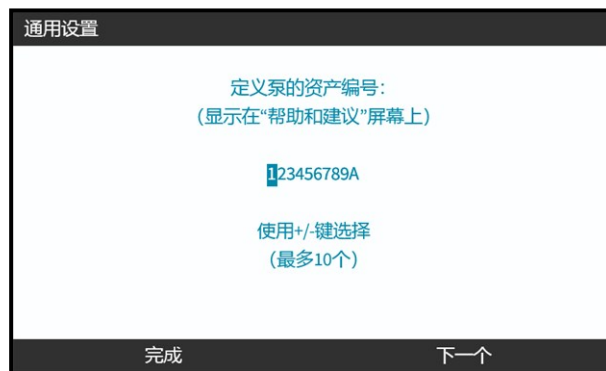 通用设置
定义泵的资产编号：
（显示在“帮助和建议”屏幕上）
123456789A
使用+/-键选择
（最多10个）
完成
下一个